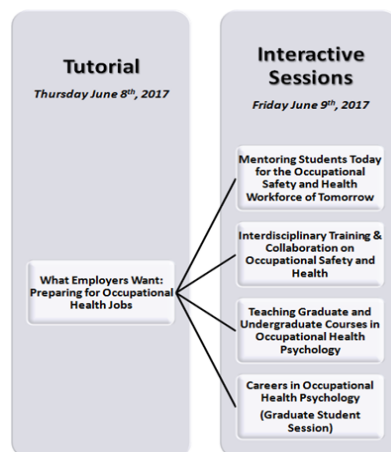 Tutorial
Thursday June 8th, 2017
What Employers Want:
Preparing for Occupational
Health Jobs
Interactive
Sessions
Friday June 9th, 2017
Mentoring Students Today
for the Occupational
Safety and Health
Workforce of Tomorrow
Interdisciplinary Training &
Collaboration on
Occupational Safety and
Health
Teaching Graduate and
Undergraduate Courses in
Occupational Health
Psychology
Careers in Occupational
Health Psychology
(Graduate Student
Session)